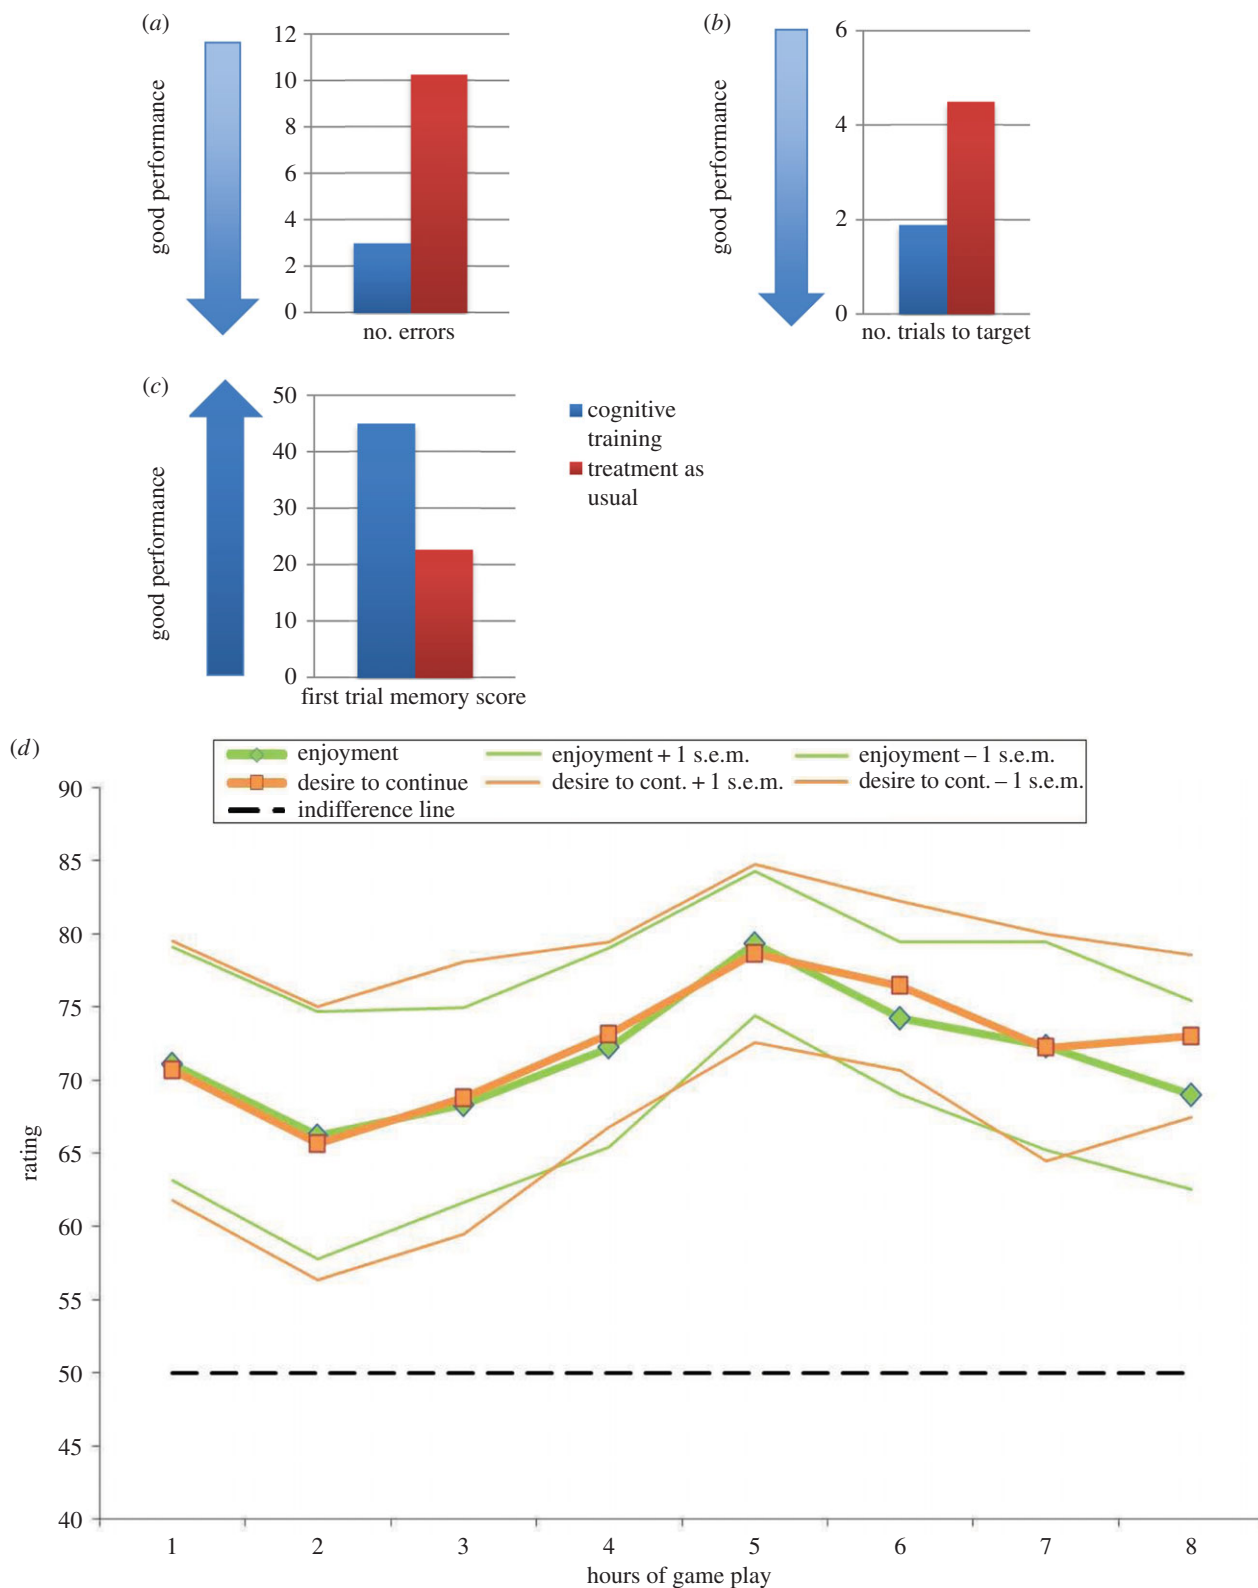 (a)
good performance
12
10
8
6
4
2
0
no. errors
(b)
good performance
6
4
2
0
no. trials to target
(c)
good performance
50
40
30
20
10
0
first trial memory score
cognitive
training
treatment as
usual
(d)
enjoyment
enjoyment + 1 s.e.m.
enjoyment – 1 s.e.m.
desire to continue
desire to cont. + 1 s.e.m.
desire to cont. – 1 s.e.m.
indifference line
rating
90
85
80
75
70
65
60
55
50
45
40
1 2 3 4 5 6 7 8
hours of game play